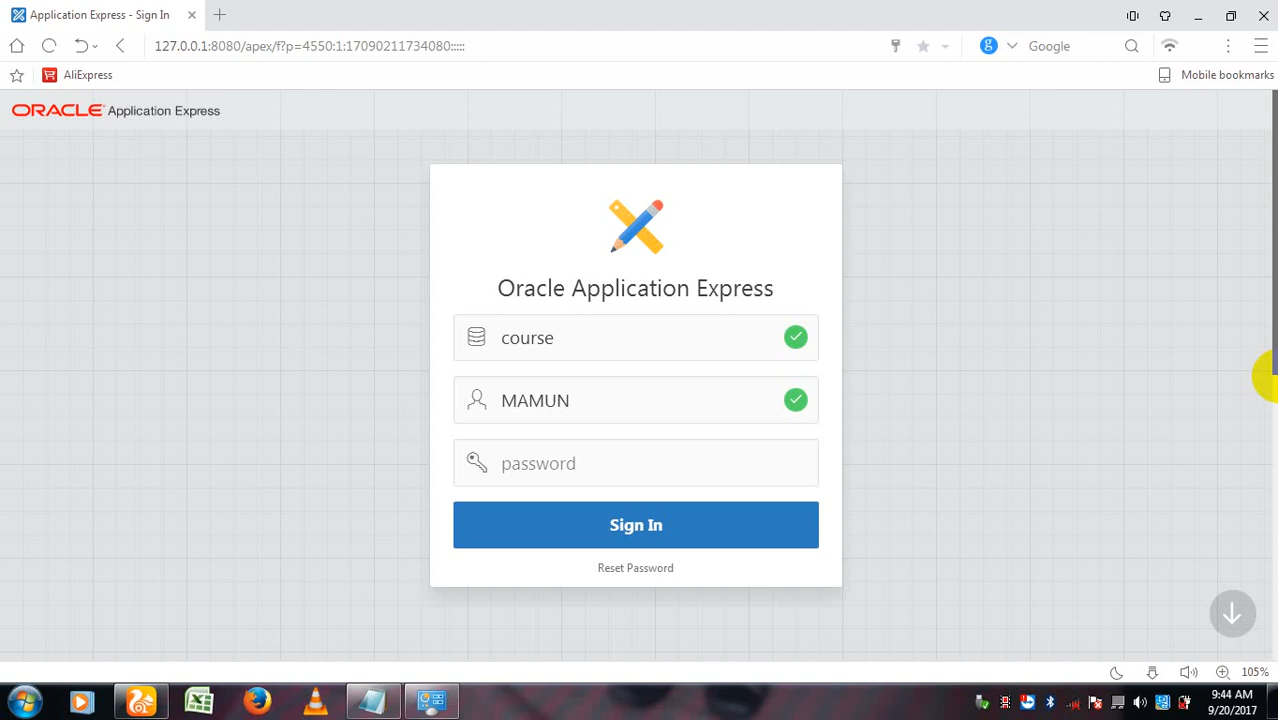 Application Express - Sign In
127.0.0.1:8080/apex/f?p=4550:1:17090211734080:::::
Google
AliExpress
Mobile bookmarks
ORACLE Application Express
Oracle Application Express
course
MAMUN
password
Sign In
Reset Password
105%
9:44 AM
9/20/2017